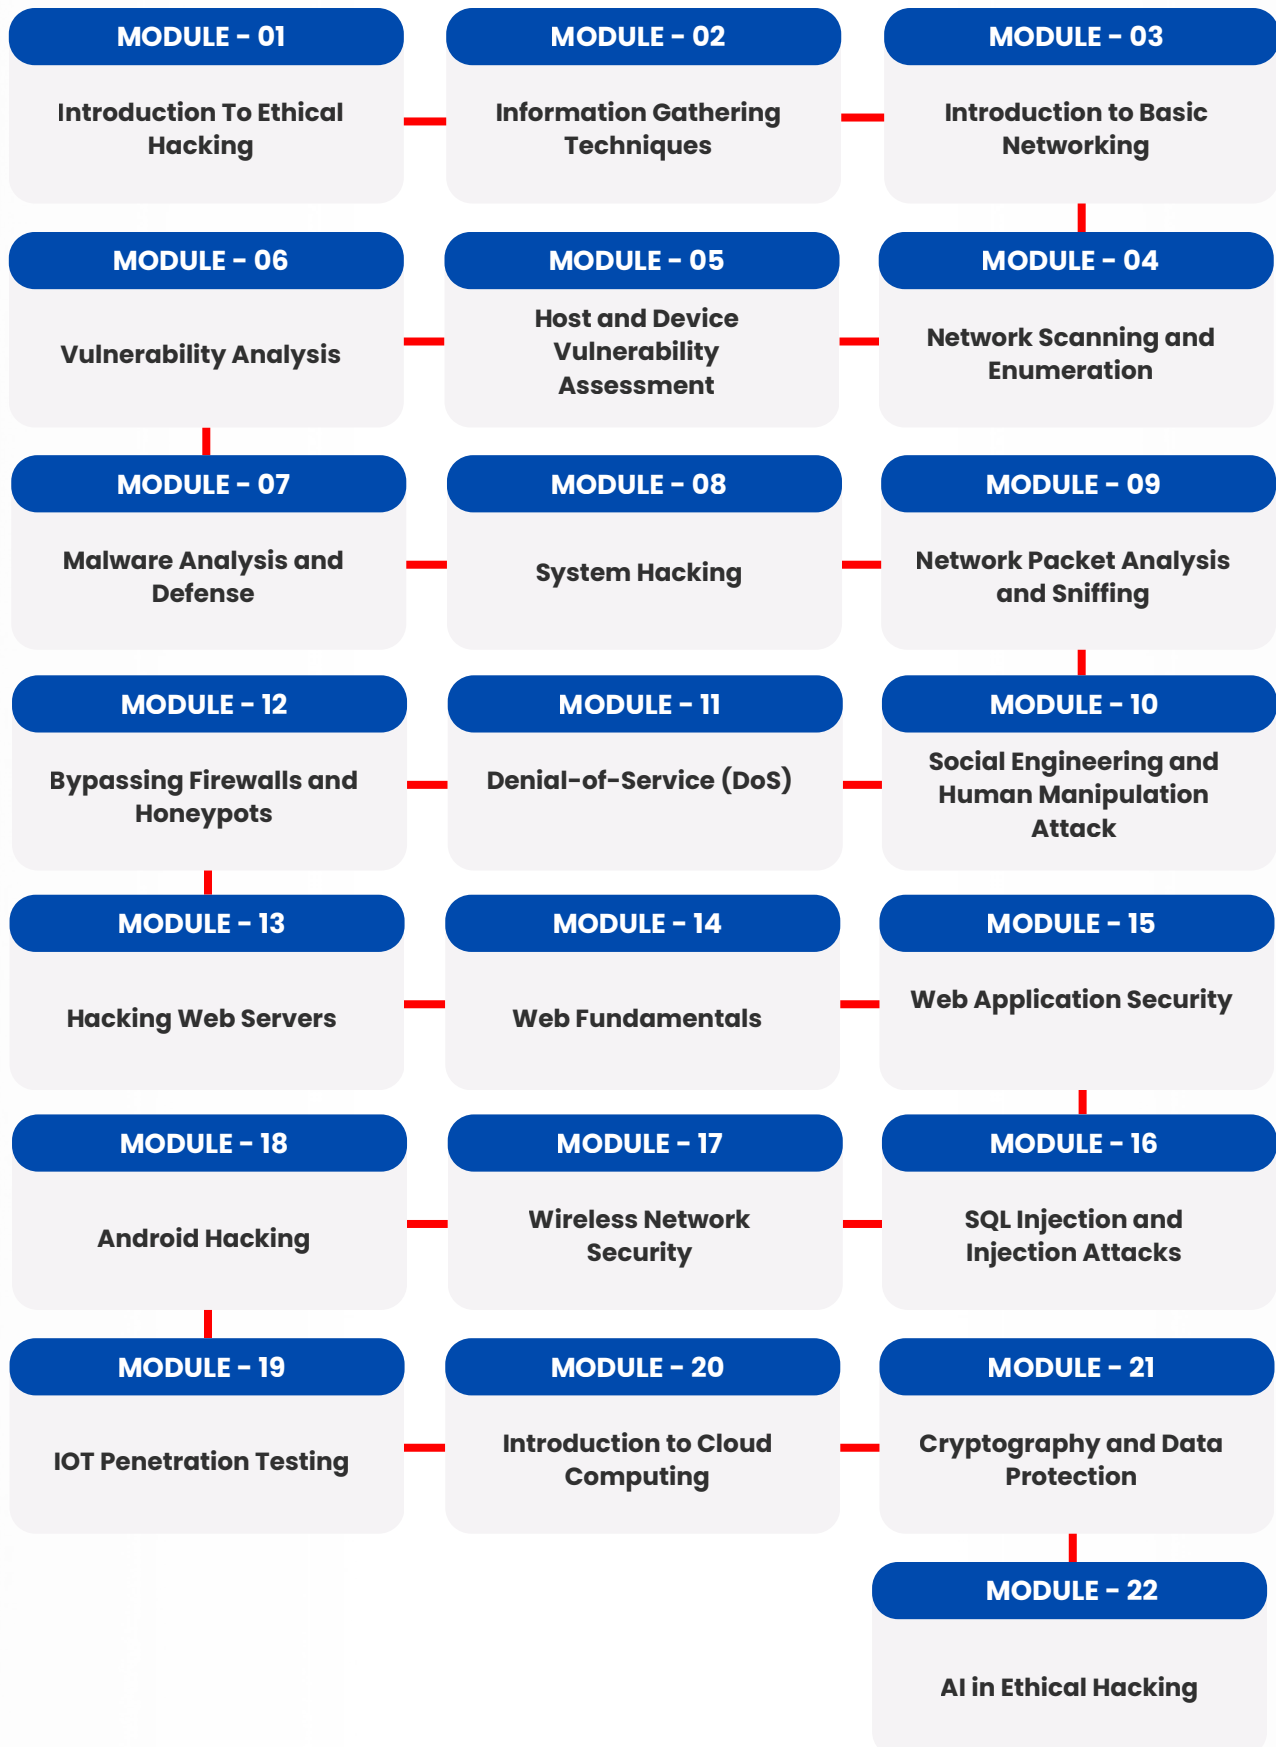 MODULE - 01
Introduction To Ethical
Hacking
MODULE - 02
Information Gathering
Techniques
MODULE - 03
Introduction to Basic
Networking
MODULE - 04
Network Scanning and
Enumeration
MODULE - 05
Host and Device
Vulnerability
Assessment
MODULE - 06
Vulnerability Analysis
MODULE - 07
Malware Analysis and
Defense
MODULE - 08
System Hacking
MODULE - 09
Network Packet Analysis
and Sniffing
MODULE - 10
Social Engineering and
Human Manipulation
Attack
MODULE - 11
Denial-of-Service (DoS)
MODULE - 12
Bypassing Firewalls and
Honeypots
MODULE - 13
Hacking Web Servers
MODULE - 14
Web Fundamentals
MODULE - 15
Web Application Security
MODULE - 16
SQL Injection and
Injection Attacks
MODULE - 17
Wireless Network
Security
MODULE - 18
Android Hacking
MODULE - 19
IOT Penetration Testing
MODULE - 20
Introduction to Cloud
Computing
MODULE - 21
Cryptography and Data
Protection
MODULE - 22
AI in Ethical Hacking